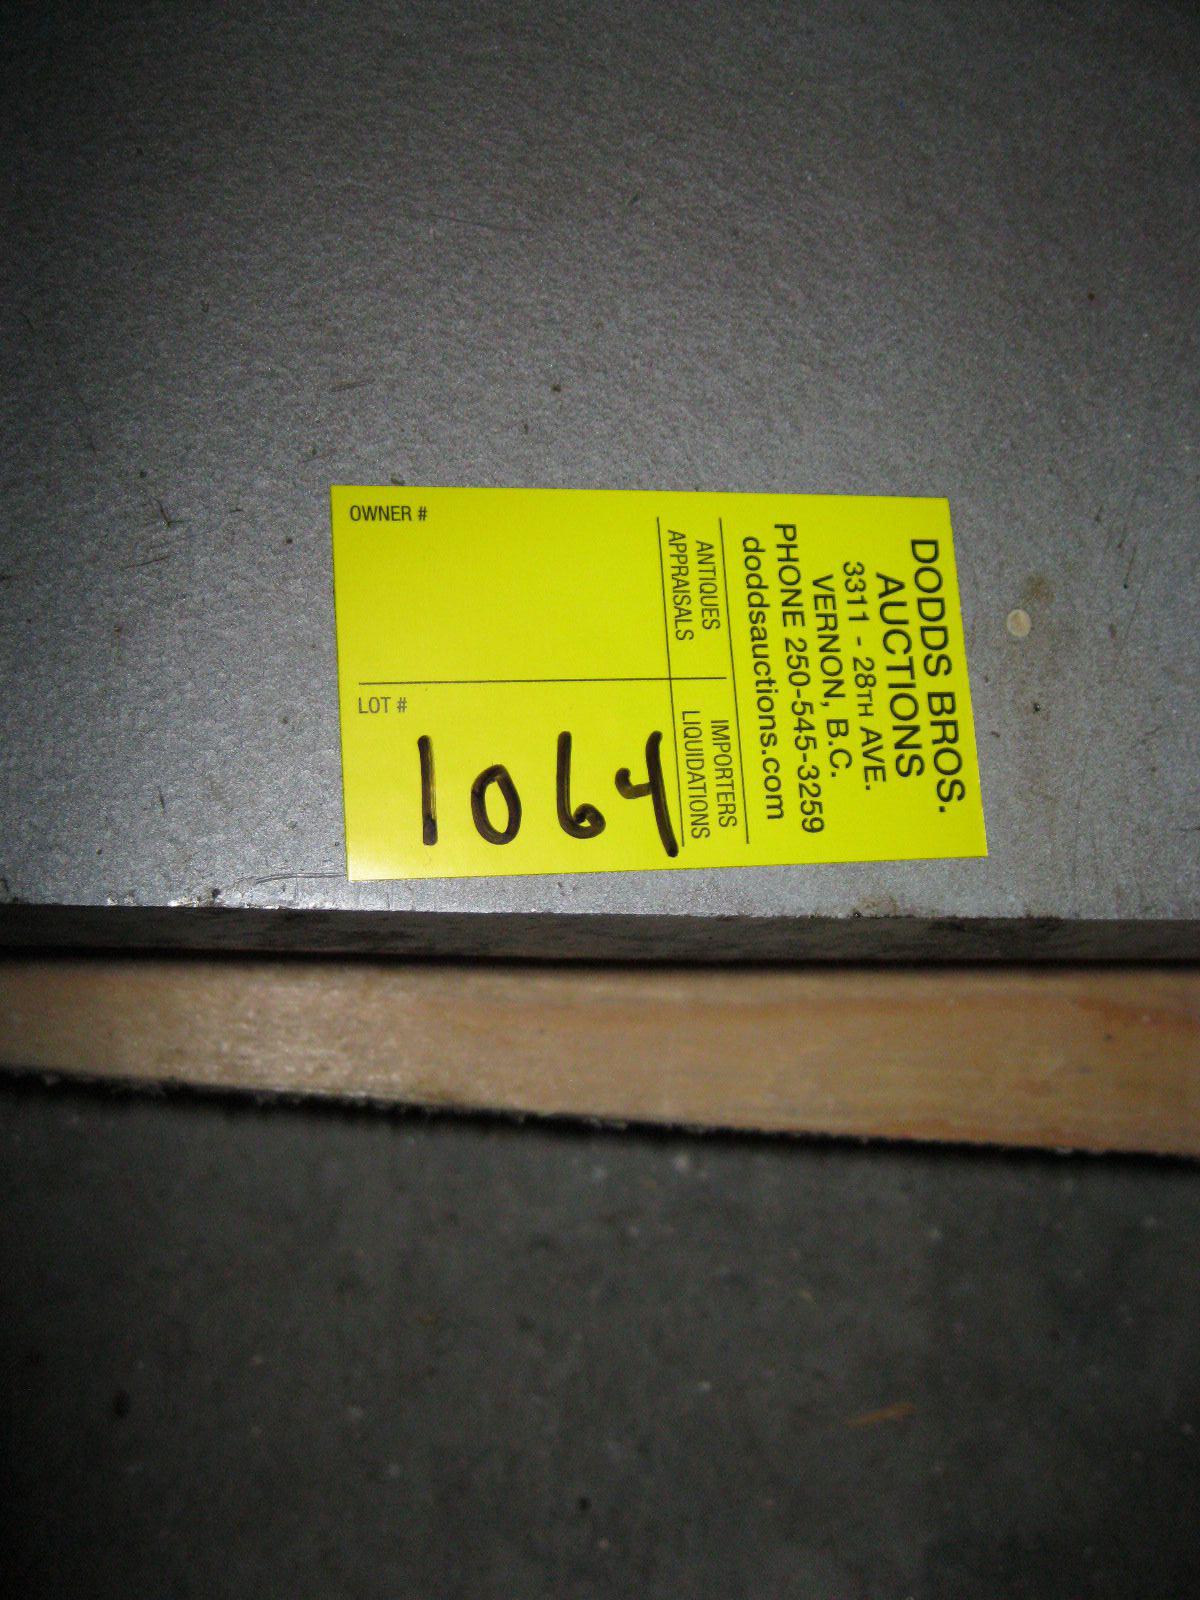 DODDS BROS.
AUCTIONS
3311 - 28TH AVE.
VERNON, B.C.
PHONE 250-545-3259
doddsauctions.com
ANTIQUES
APPRAISALS
IMPORTERS
LIQUIDATIONS
OWNER #
LOT #
1064